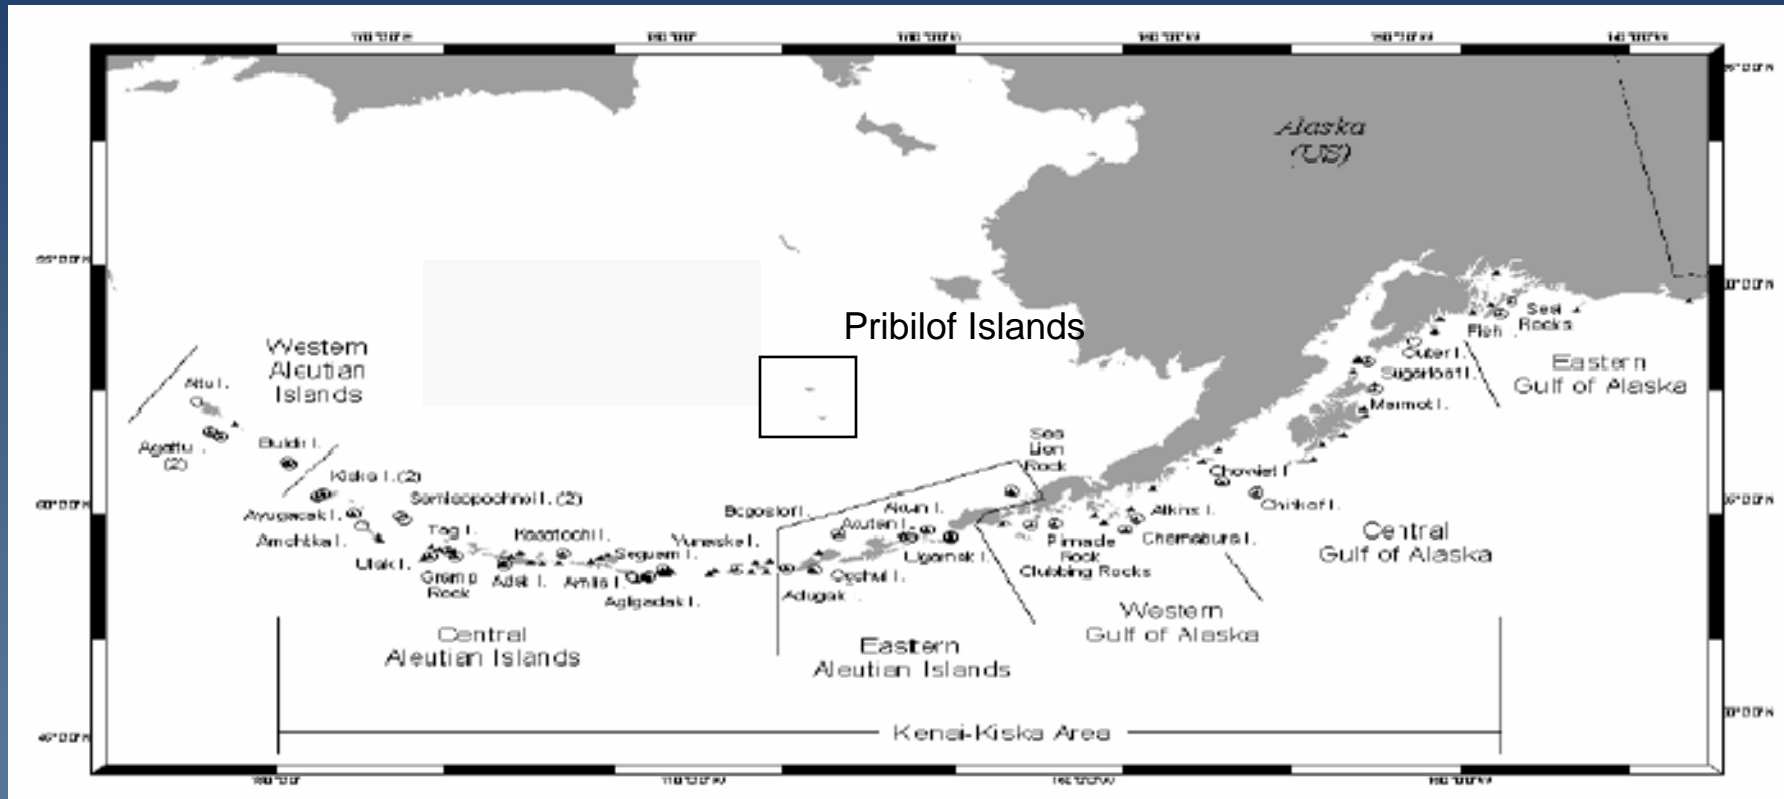 Alaska
(US)
Pribilof Islands
Western
Aleutian
Islands
Attu I.
Agattu
(2)
Buldir I.
Kiska I. (2)
Semisopochnoi I. (2)
Ayugadak I.
Amchitka I.
Tag I.
Ulak I.
Gramp
Rock
Kasatochi I.
Adak I.
Amlia I.
Seguam I.
Agligadak I.
Yunaska I.
Bogoslof I.
Adugak
Ogchul I.
Akutan I.
Akun I.
Ugamak I.
Sea
Lion
Rock
Pinnacle
Rock
Clubbing Rocks
Atkins I.
Chernabura I.
Chowiet I.
Chirikof I.
Marmot I.
Sugarloaf I.
Outer I.
Fish
Seal
Rocks
Eastern
Gulf of Alaska
Central
Gulf of Alaska
Western
Gulf of Alaska
Eastern
Aleutian Islands
Central
Aleutian Islands
Kenai-Kiska Area